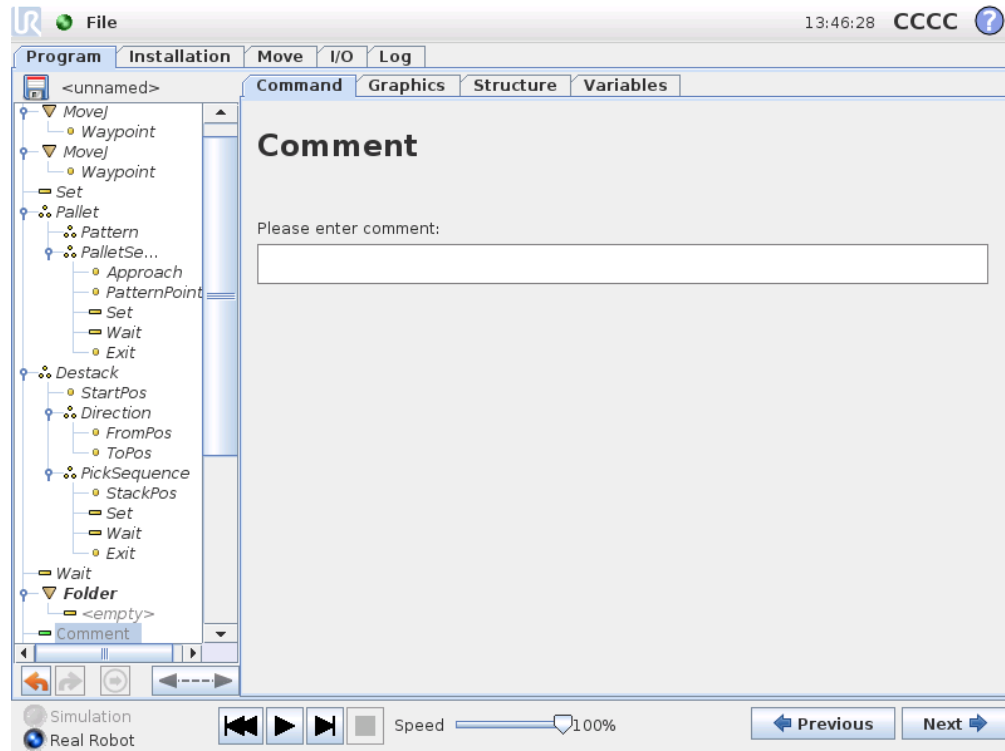 UR File 13:46:28 CCCC ?
Program Installation Move I/O Log
<unnamed> Command Graphics Structure Variables
MoveJ
Waypoint
MoveJ
Waypoint
Set
Pallet
Pattern
PalletSe...
Approach
PatternPoint
Set
Wait
Exit
Destack
StartPos
Direction
FromPos
ToPos
PickSequence
StackPos
Set
Wait
Exit
Wait
Folder
<empty>
Comment
Comment
Please enter comment:
Simulation
Real Robot
Speed 100%
Previous Next